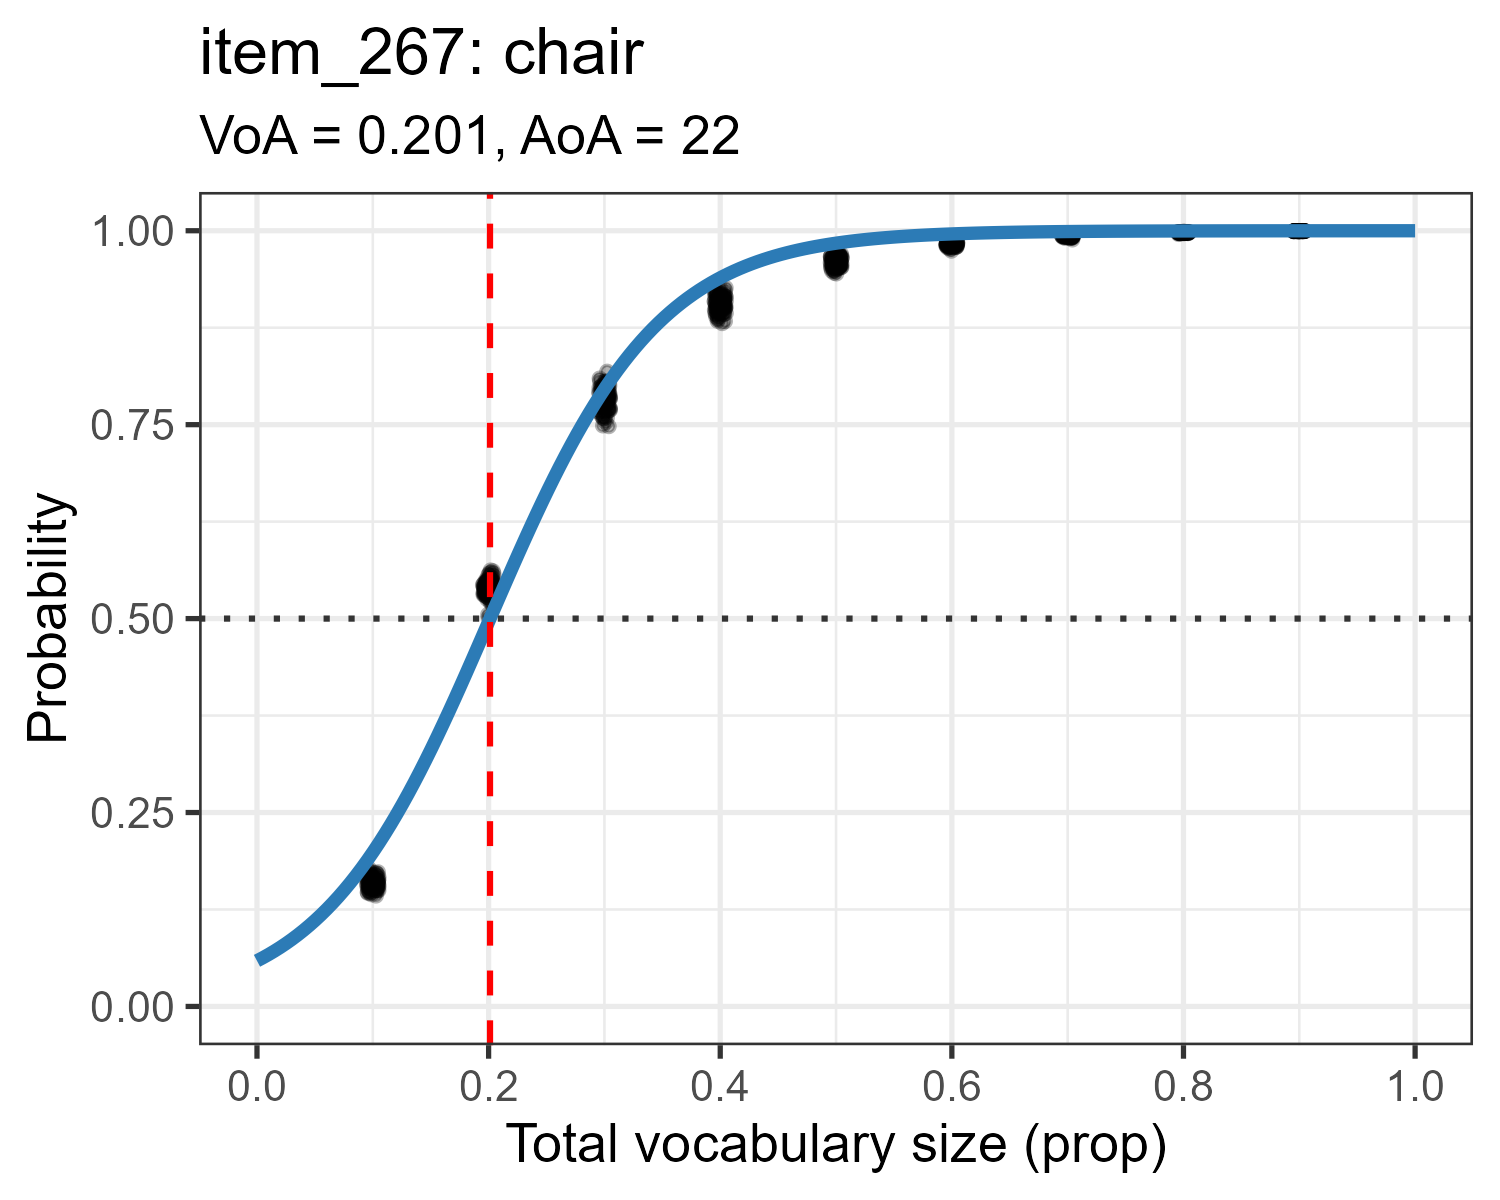 item_267: chair
VoA = 0.201, AoA = 22
Probability
1.00
0.75
0.50
0.25
0.00
0.0 0.2 0.4 0.6 0.8 1.0
Total vocabulary size (prop)